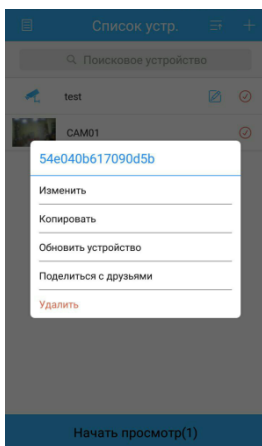 Список устр.
Поисковое устройство
test
CAM01
54e040b617090d5b
Изменить
Копировать
Обновить устройство
Поделиться с друзьями
Удалить
Начать просмотр(1)